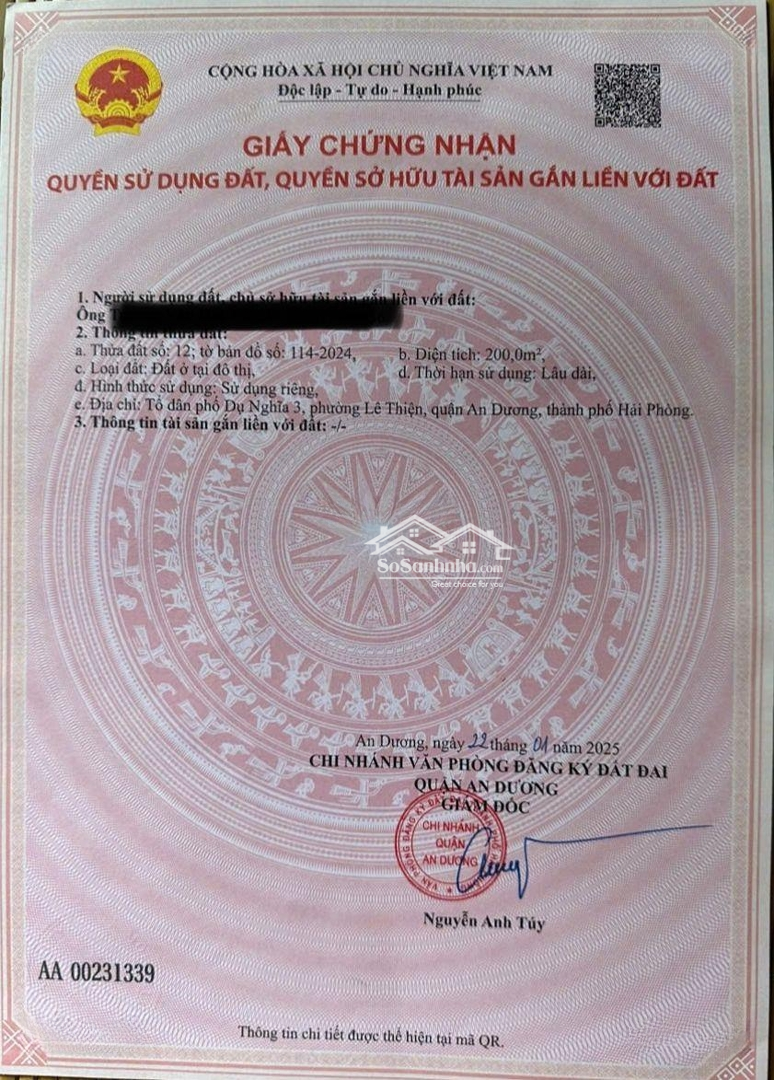 CỘNG HÒA XÃ HỘI CHỦ NGHĨA VIỆT NAM
Độc lập - Tự do - Hạnh phúc
GIẤY CHỨNG NHẬN
QUYỀN SỬ DỤNG ĐẤT, QUYỀN SỞ HỮU TÀI SẢN GẮN LIỀN VỚI ĐẤT
1. Người sử dụng đất, chủ sở hữu tài sản gắn liền với đất:
Ông
2. Thông tin thửa đất:
a. Thửa đất số: 12; tờ bản đồ số: 114-2024, b. Diện tích: 200,0m²,
c. Loại đất: Đất ở tại đô thị, d. Thời hạn sử dụng: Lâu dài,
đ. Hình thức sử dụng: Sử dụng riêng,
e. Địa chỉ: Tổ dân phố Dụ Nghĩa 3, phường Lê Thiện, quận An Dương, thành phố Hải Phòng.
3. Thông tin tài sản gắn liền với đất: -/-
SoSanhnha.com
Great choice for you
An Dương, ngày 22 tháng 01 năm 2025
CHI NHÁNH VĂN PHÒNG ĐĂNG KÝ ĐẤT ĐAI
QUẬN AN DƯƠNG
GIÁM ĐỐC
CHI NHÁNH
QUẬN
AN DƯƠNG
Nguyễn Anh Túy
AA 00231339
Thông tin chi tiết được thể hiện tại mã QR.